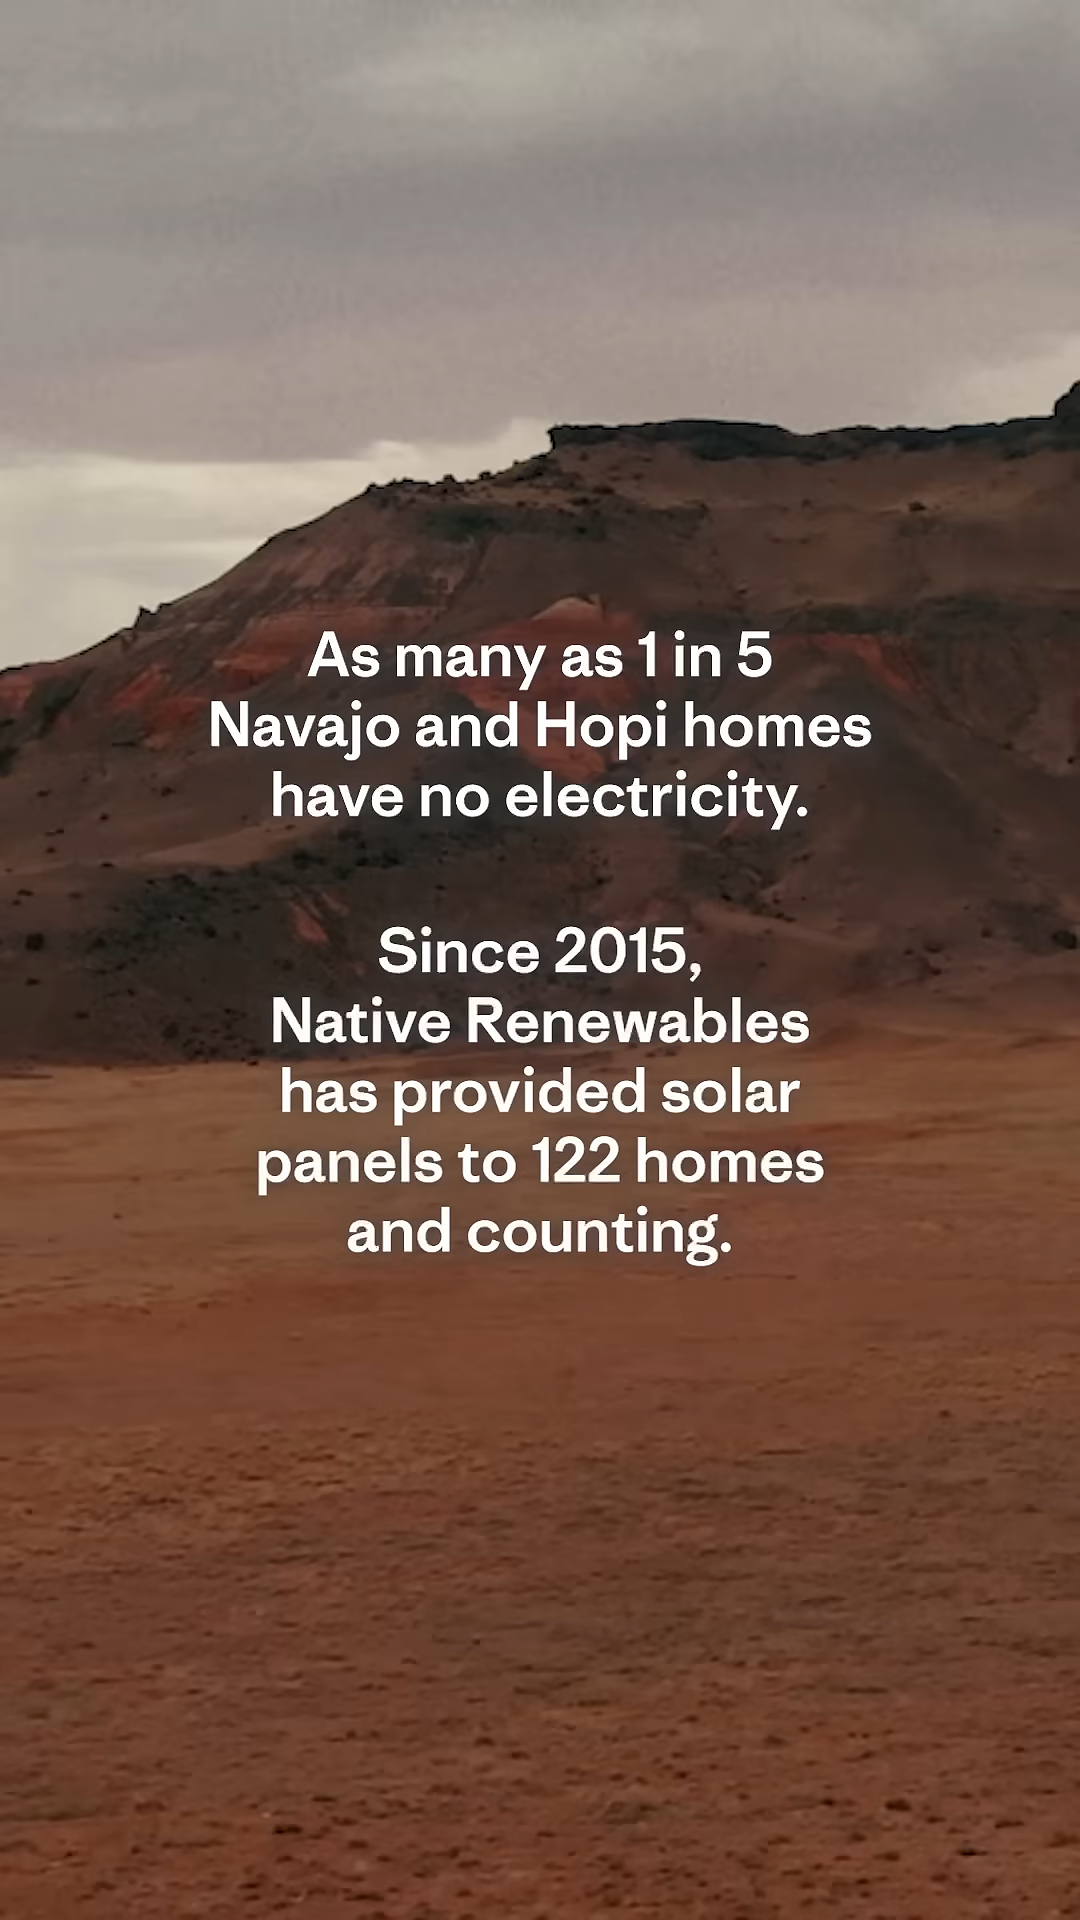 As many as 1 in 5
Navajo and Hopi homes
have no electricity.
Since 2015,
Native Renewables
has provided solar
panels to 122 homes
and counting.